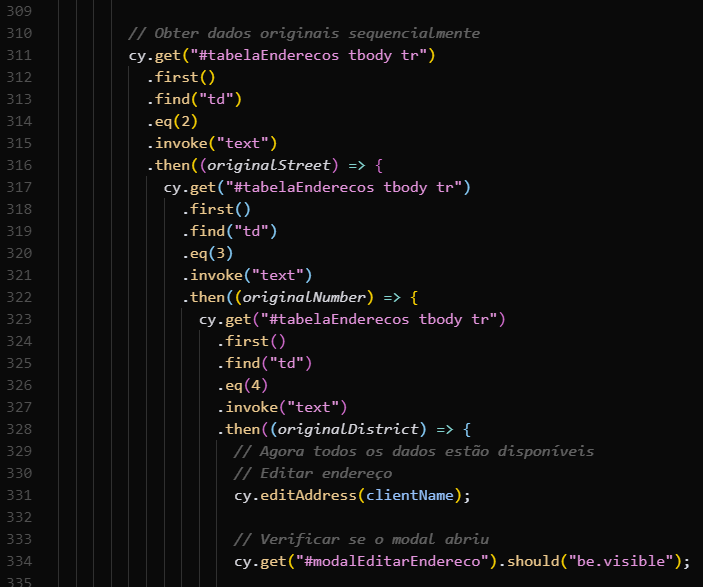 309
310 // Obter dados originais sequencialmente
311 cy.get("#tabelaEnderecos tbody tr")
312 .first()
313 .find("td")
314 .eq(2)
315 .invoke("text")
316 .then((originalStreet) => {
317 cy.get("#tabelaEnderecos tbody tr")
318 .first()
319 .find("td")
320 .eq(3)
321 .invoke("text")
322 .then((originalNumber) => {
323 cy.get("#tabelaEnderecos tbody tr")
324 .first()
325 .find("td")
326 .eq(4)
327 .invoke("text")
328 .then((originalDistrict) => {
329 // Agora todos os dados estão disponíveis
330 // Editar endereço
331 cy.editAddress(clientName);
332
333 // Verificar se o modal abriu
334 cy.get("#modalEditarEndereco").should("be.visible");
335